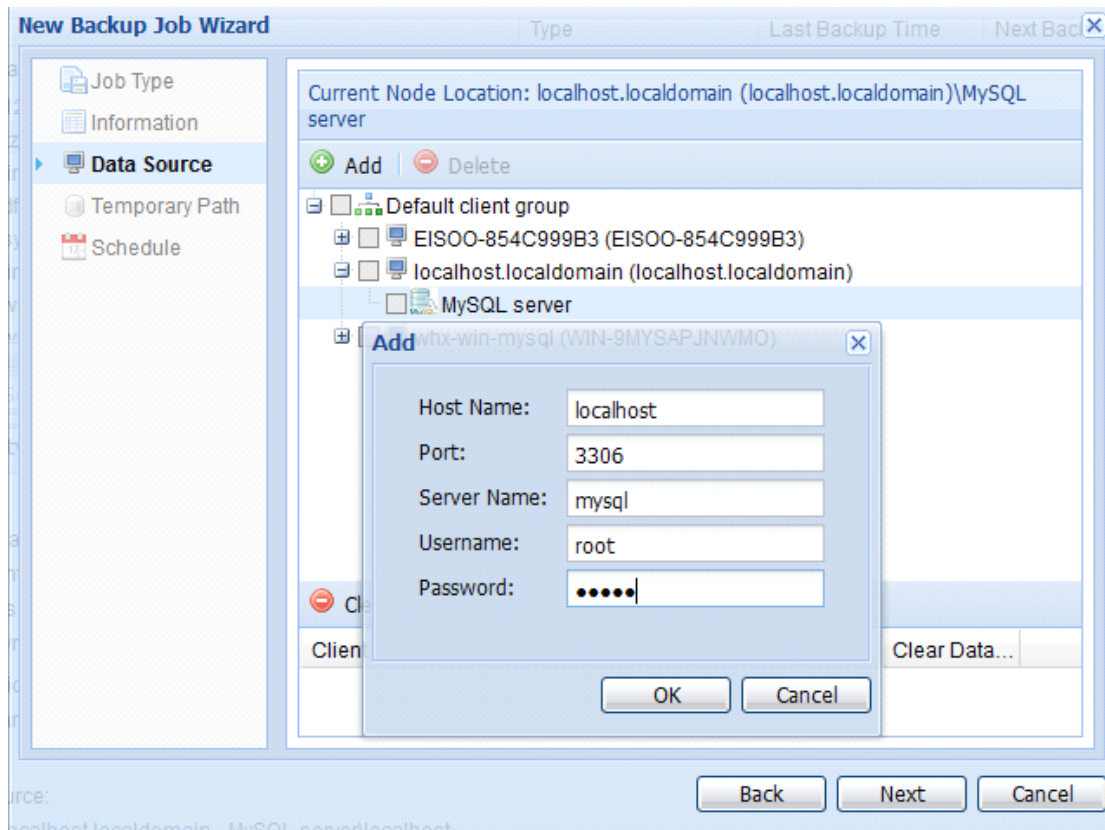 New Backup Job Wizard
Type
Last Backup Time
Job Type
Information
Data Source
Temporary Path
Schedule
Current Node Location: localhost.localdomain (localhost.localdomain)\MySQL
server
Add
Delete
Default client group
EISOO-854C999B3 (EISOO-854C999B3)
localhost.localdomain (localhost.localdomain)
MySQL server
whx-win-mysql (WIN-9MYSAPJNWMO)
Add
Host Name: localhost
Port: 3306
Server Name: mysql
Username: root
Password: •••••
Client
Clear Data...
OK
Cancel
Back
Next
Cancel